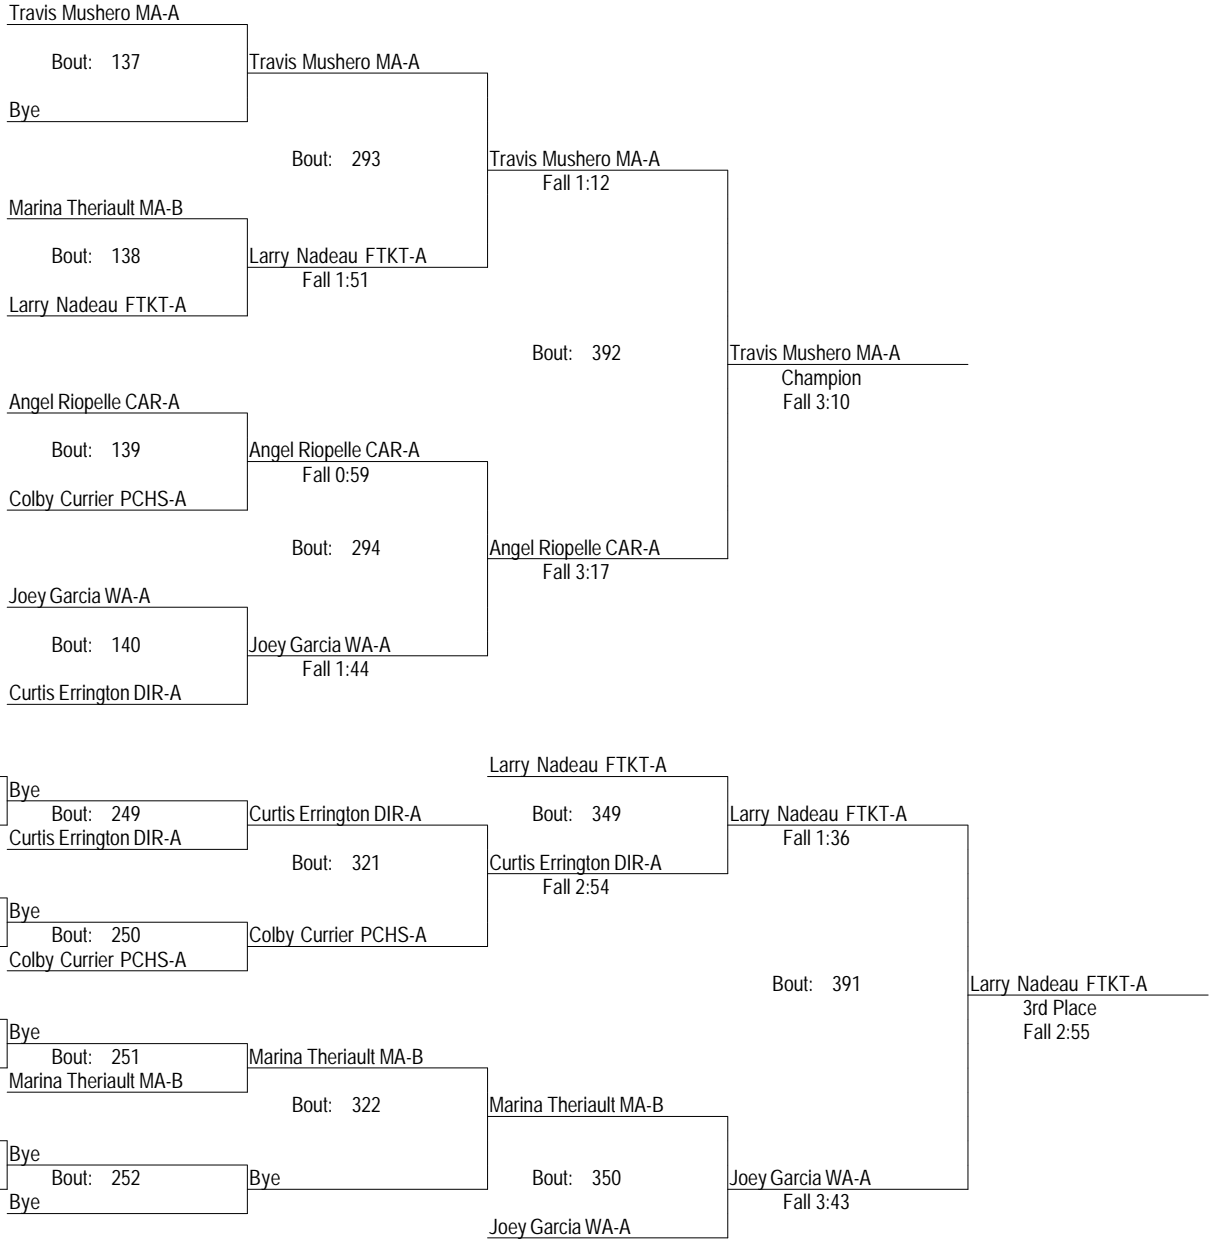 Travis Mushero MA-A
Bout: 137 Travis Mushero MA-A
Bye
Bout: 293 Travis Mushero MA-A
Fall 1:12
Marina Theriault MA-B
Bout: 138 Larry Nadeau FTKT-A
Fall 1:51
Larry Nadeau FTKT-A
Bout: 392 Travis Mushero MA-A
Champion
Fall 3:10
Angel Riopelle CAR-A
Bout: 139 Angel Riopelle CAR-A
Fall 0:59
Colby Currier PCHS-A
Bout: 294 Angel Riopelle CAR-A
Fall 3:17
Joey Garcia WA-A
Bout: 140 Joey Garcia WA-A
Fall 1:44
Curtis Errington DIR-A
Larry Nadeau FTKT-A
Bye
Bout: 249 Curtis Errington DIR-A Bout: 349 Larry Nadeau FTKT-A
Curtis Errington DIR-A Fall 1:36
Bout: 321 Curtis Errington DIR-A
Fall 2:54
Bye
Bout: 250 Colby Currier PCHS-A
Colby Currier PCHS-A
Bout: 391 Larry Nadeau FTKT-A
3rd Place
Fall 2:55
Bye
Bout: 251 Marina Theriault MA-B
Marina Theriault MA-B
Bout: 322 Marina Theriault MA-B
Bye
Bout: 252 Bye Bout: 350 Joey Garcia WA-A
Bye Fall 3:43
Joey Garcia WA-A